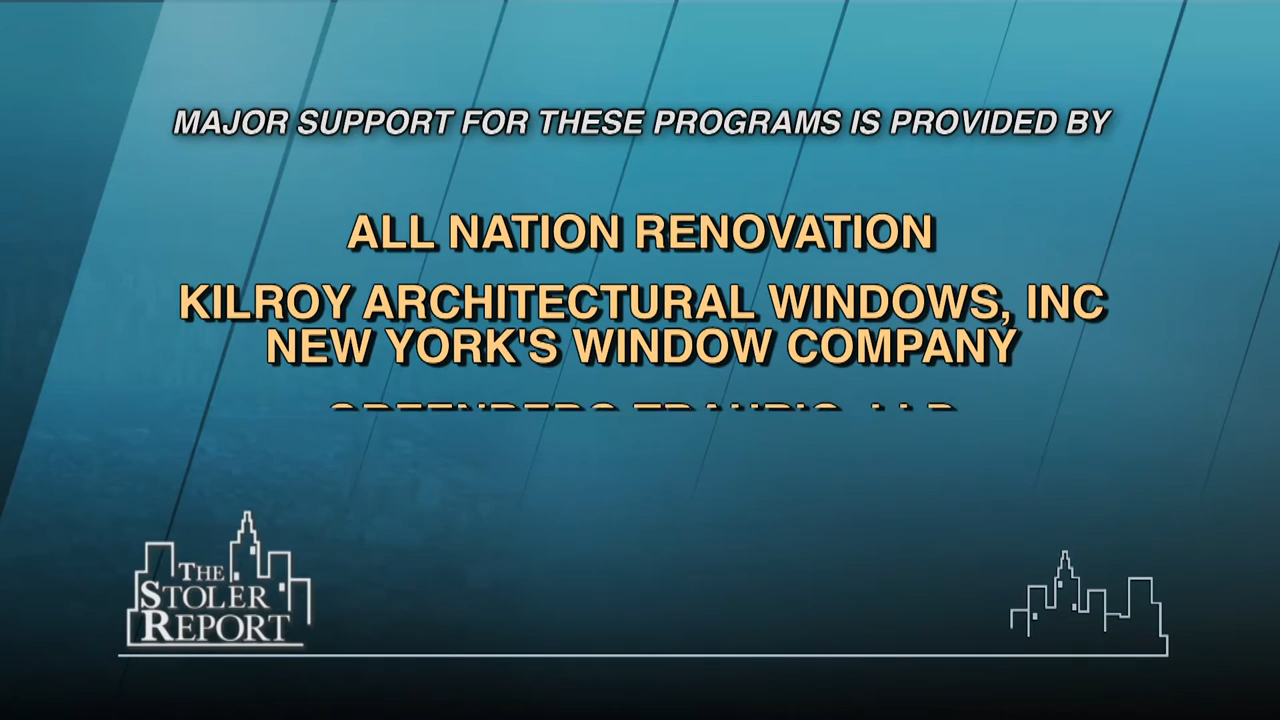 MAJOR SUPPORT FOR THESE PROGRAMS IS PROVIDED BY
ALL NATION RENOVATION
KILROY ARCHITECTURAL WINDOWS, INC
NEW YORK'S WINDOW COMPANY
THE
STOLER
REPORT